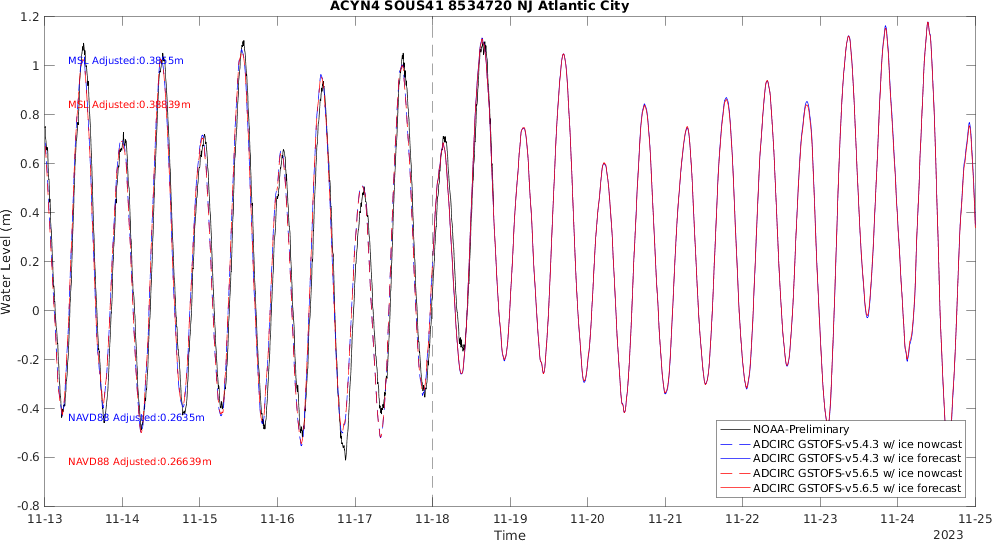 ACYN4 SOUS41 8534720 NJ Atlantic City
1.2
1
0.8
0.6
0.4
0.2
0
-0.2
-0.4
-0.6
-0.8
Water Level (m)
MSL Adjusted:0.3855m
MSL Adjusted:0.38839m
NAVD88 Adjusted:0.2635m
NAVD88 Adjusted:0.26639m
NOAA-Preliminary
ADCIRC GSTOFS-v5.4.3 w/ ice nowcast
ADCIRC GSTOFS-v5.4.3 w/ ice forecast
ADCIRC GSTOFS-v5.6.5 w/ ice nowcast
ADCIRC GSTOFS-v5.6.5 w/ ice forecast
11-13 11-14 11-15 11-16 11-17 11-18 11-19 11-20 11-21 11-22 11-23 11-24 11-25
Time
2023